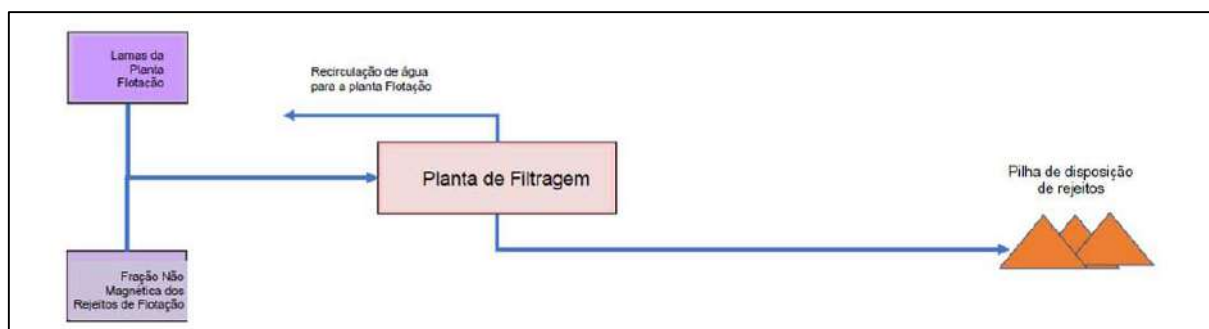 Lamas da
Planta
Flotação
Recirculação de água
para a planta Flotação
Planta de Filtragem
Pilha de disposição
de rejeitos
Fração Não
Magnética dos
Rejeitos de Flotação